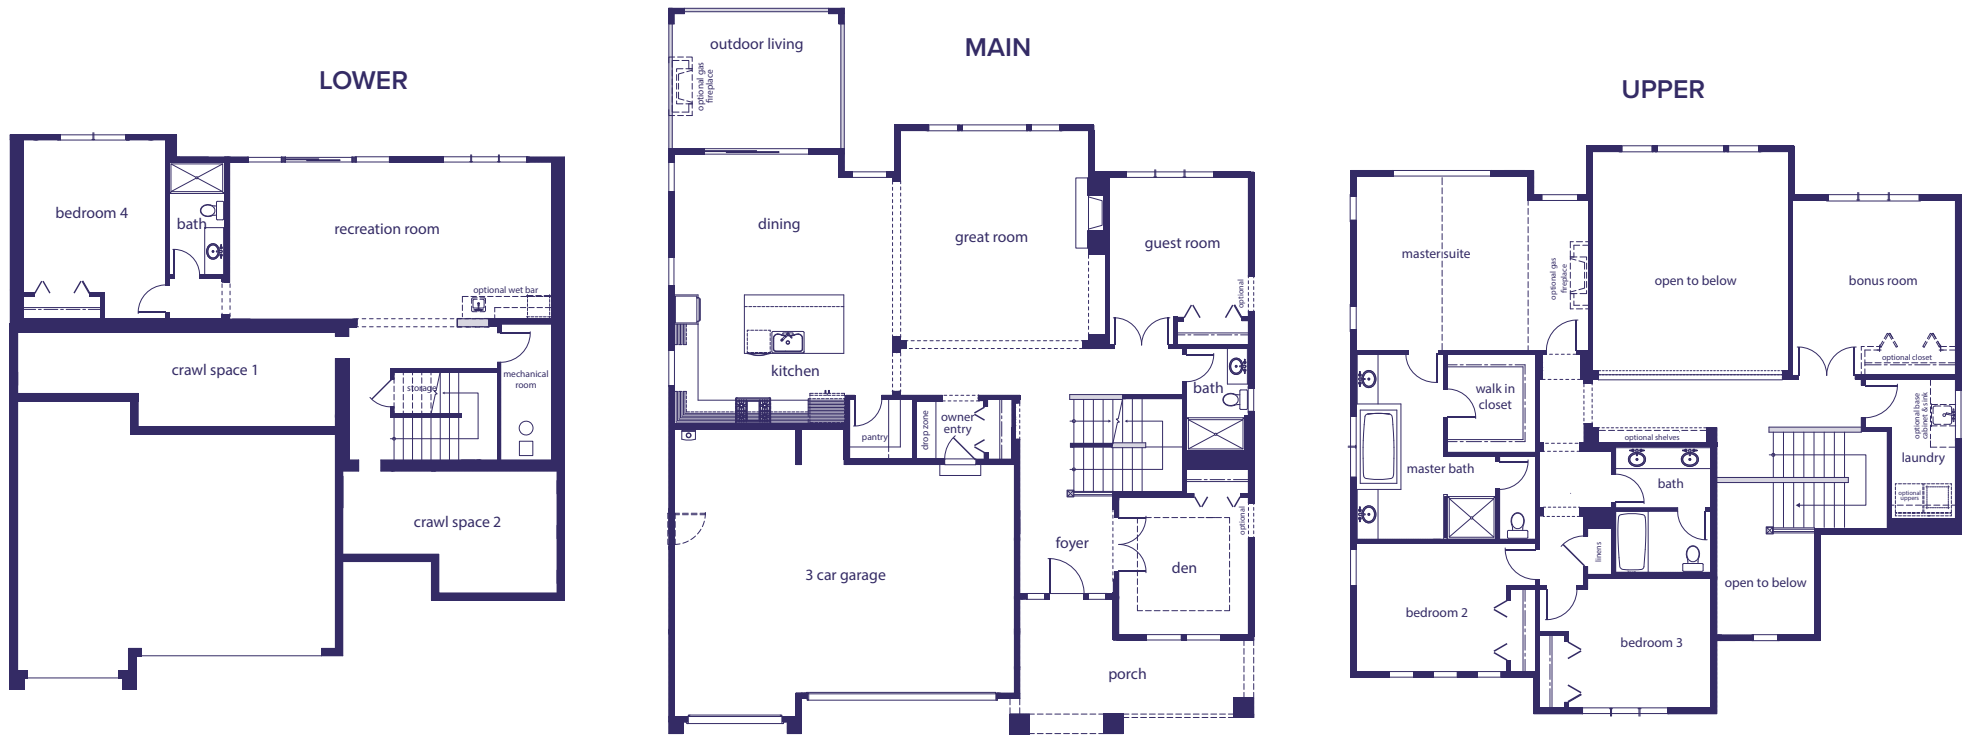 LOWER
bedroom 4
bath
recreation room
optional wet bar
crawl space 1
storage
mechanical
room
crawl space 2
MAIN
outdoor living
optional gas
fireplace
dining
great room
guest room
optional
kitchen
bath
pantry
drop zone
owner
entry
optional
foyer
den
3 car garage
porch
UPPER
master suite
optional gas
fireplace
open to below
bonus room
optional closet
walk in
closet
optional base
cabinet & sink
optional shelves
master bath
laundry
bath
optional
uppers
linens
open to below
bedroom 2
bedroom 3